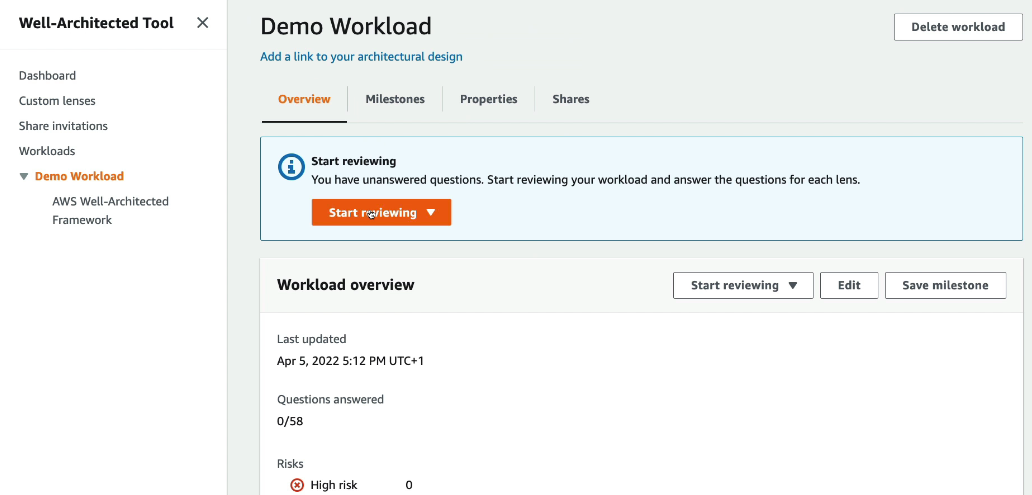 Well-Architected Tool
Dashboard
Custom lenses
Share invitations
Workloads
Demo Workload
AWS Well-Architected
Framework
Demo Workload
Delete workload
Add a link to your architectural design
Overview
Milestones
Properties
Shares
Start reviewing
You have unanswered questions. Start reviewing your workload and answer the questions for each lens.
Start reviewing
Workload overview
Start reviewing
Edit
Save milestone
Last updated
Apr 5, 2022 5:12 PM UTC+1
Questions answered
0/58
Risks
High risk 0